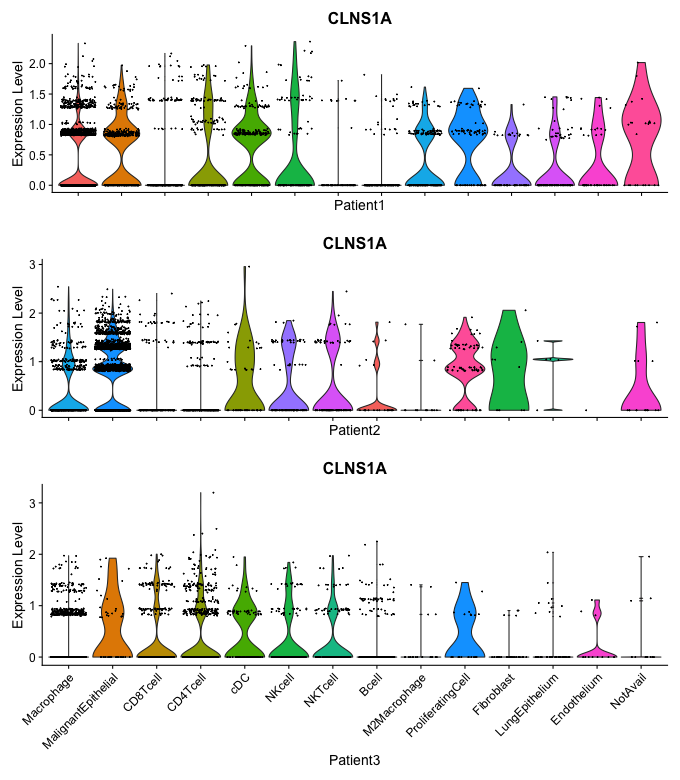 CLNS1A
Expression Level
2.0
1.5
1.0
0.5
0.0
Patient1
CLNS1A
Expression Level
3
2
1
0
Patient2
CLNS1A
Expression Level
3
2
1
0
Macrophage
MalignantEpithelial
CD8Tcell
CD4Tcell
cDC
NKcell
NKTcell
Bcell
M2Macrophage
ProliferatingCell
Fibroblast
LungEpithelium
Endothelium
NotAvail
Patient3